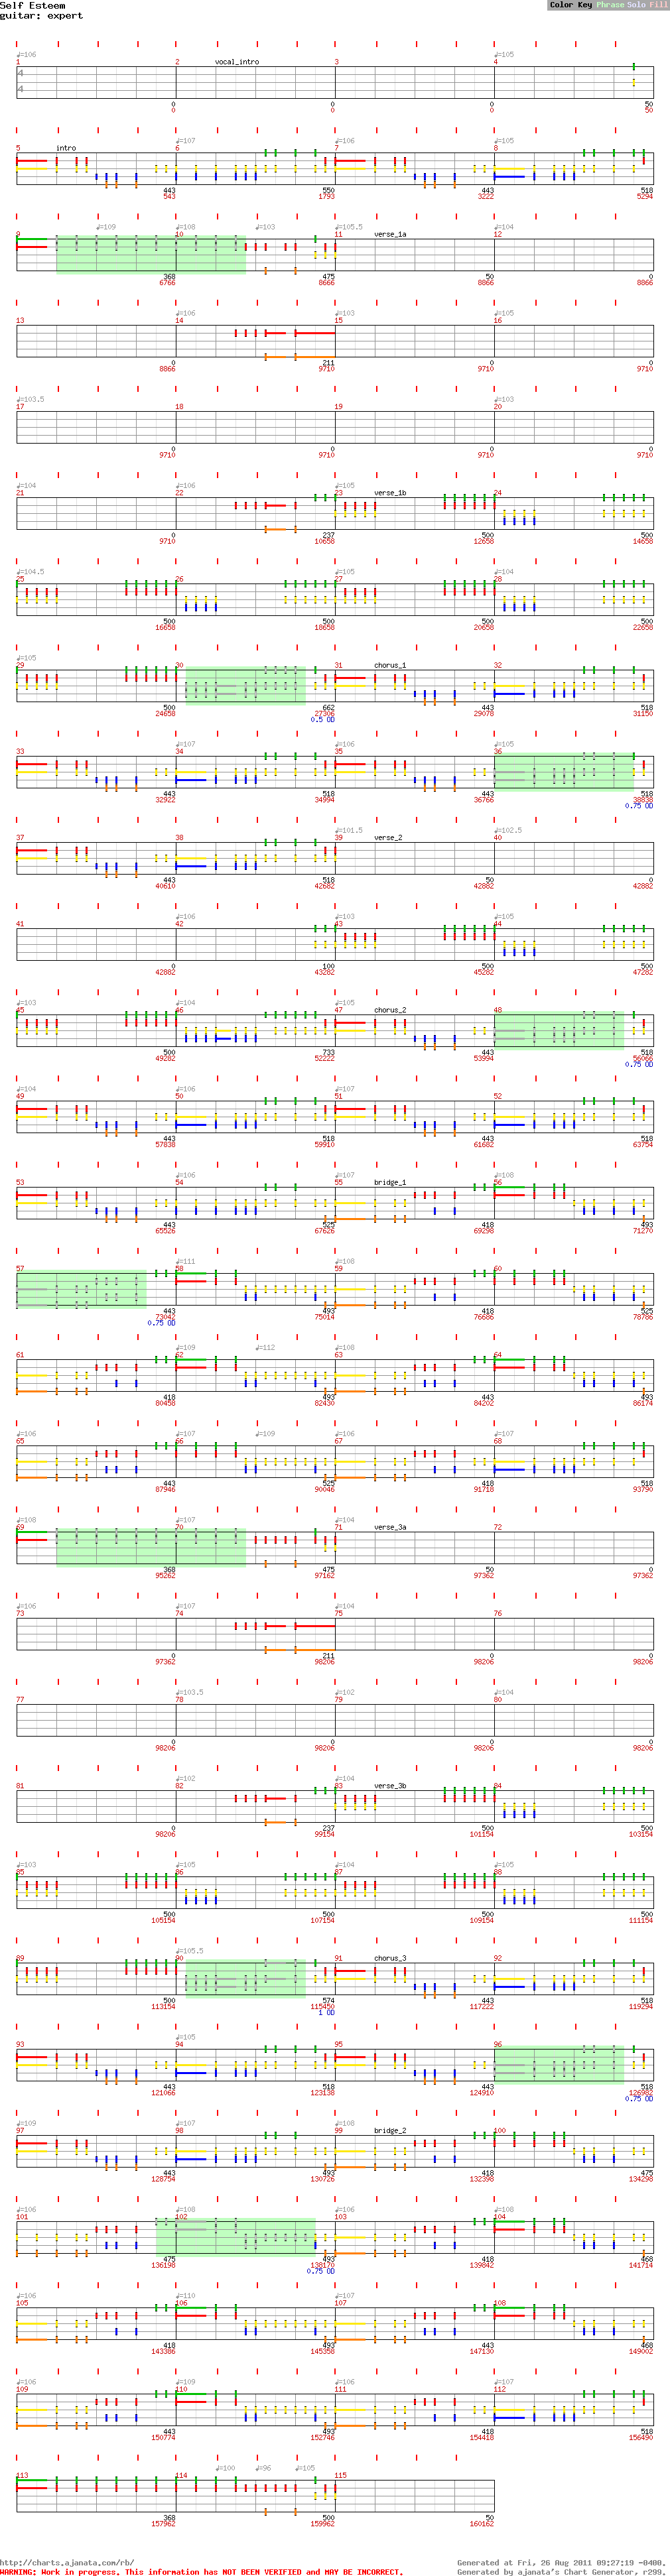 Self Esteem
Color Key Phrase Solo Fill
guitar: expert
♩=106 ♩=105
1 2 vocal_intro 3 4
4
4
0 0 0 50
0 0 0 50
♩=107 ♩=106 ♩=105
5 intro 6 7 8
443 550 443 518
543 1793 3222 5294
♩=109 ♩=108 ♩=103 ♩=105.5 ♩=104
9 10 11 verse_1a 12
368 475 50 0
6766 8666 8866 8866
♩=106 ♩=103 ♩=105
13 14 15 16
0 211 0 0
8866 9710 9710 9710
♩=103.5 ♩=103
17 18 19 20
0 0 0 0
9710 9710 9710 9710
♩=104 ♩=106 ♩=105
21 22 23 verse_1b 24
0 237 500 500
9710 10658 12658 14658
♩=104.5 ♩=105 ♩=104
25 26 27 28
500 500 500 500
16658 18658 20658 22658
♩=105
29 30 31 chorus_1 32
500 662 443 518
24658 27306 29078 31150
0.5 OD
♩=107 ♩=106 ♩=105
33 34 35 36
443 518 443 518
32922 34994 36766 38838
0.75 OD
♩=101.5 ♩=102.5
37 38 39 verse_2 40
443 518 50 0
40610 42682 42882 42882
♩=106 ♩=103 ♩=105
41 42 43 44
0 100 500 500
42882 43282 45282 47282
♩=103 ♩=104 ♩=105
45 46 47 chorus_2 48
500 733 443 518
49282 52222 53994 56066
0.75 OD
♩=104 ♩=106 ♩=107
49 50 51 52
443 518 443 518
57838 59910 61682 63754
♩=106 ♩=107 ♩=108
53 54 55 bridge_1 56
443 525 418 493
65526 67626 69298 71270
♩=111 ♩=108
57 58 59 60
443 493 418 525
73042 75014 76686 78786
0.75 OD
♩=109 ♩=112 ♩=108
61 62 63 64
418 493 443 493
80458 82430 84202 86174
♩=106 ♩=107 ♩=109 ♩=106 ♩=107
65 66 67 68
443 525 418 518
87946 90046 91718 93790
♩=108 ♩=107 ♩=104
69 70 71 verse_3a 72
368 475 50 0
95262 97162 97362 97362
♩=106 ♩=107 ♩=104
73 74 75 76
0 211 0 0
97362 98206 98206 98206
♩=103.5 ♩=102 ♩=104
77 78 79 80
0 0 0 0
98206 98206 98206 98206
♩=102 ♩=104
81 82 83 verse_3b 84
0 237 500 500
98206 99154 101154 103154
♩=103 ♩=105 ♩=104 ♩=105
85 86 87 88
500 500 500 500
105154 107154 109154 111154
♩=105.5
89 90 91 chorus_3 92
500 574 443 518
113154 115450 117222 119294
1 OD
♩=105
93 94 95 96
443 518 443 518
121066 123138 124910 126982
0.75 OD
♩=109 ♩=107 ♩=108
97 98 99 bridge_2 100
443 493 418 475
128754 130726 132398 134298
♩=106 ♩=108 ♩=106 ♩=108
101 102 103 104
475 493 418 468
136198 138170 139842 141714
0.75 OD
♩=106 ♩=110 ♩=107
105 106 107 108
418 493 443 468
143386 145358 147130 149002
♩=106 ♩=109 ♩=106 ♩=107
109 110 111 112
443 493 418 518
150774 152746 154418 156490
♩=100 ♩=96 ♩=105
113 114 115
368 500 50
157962 159962 160162
http://charts.ajanata.com/rb/
Generated at Fri, 26 Aug 2011 09:27:19 -0400.
WARNING: Work in progress. This information has NOT BEEN VERIFIED and MAY BE INCORRECT.
Generated by ajanata's Chart Generator, r299.